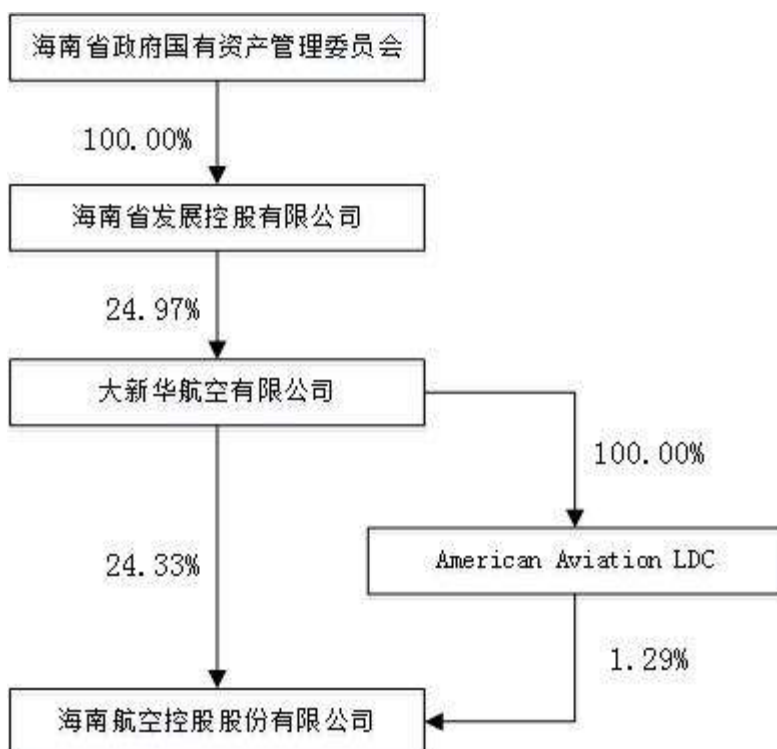 海南省政府国有资产管理委员会
100.00%
海南省发展控股有限公司
24.97%
大新华航空有限公司
100.00%
24.33%
American Aviation LDC
1.29%
海南航空控股股份有限公司